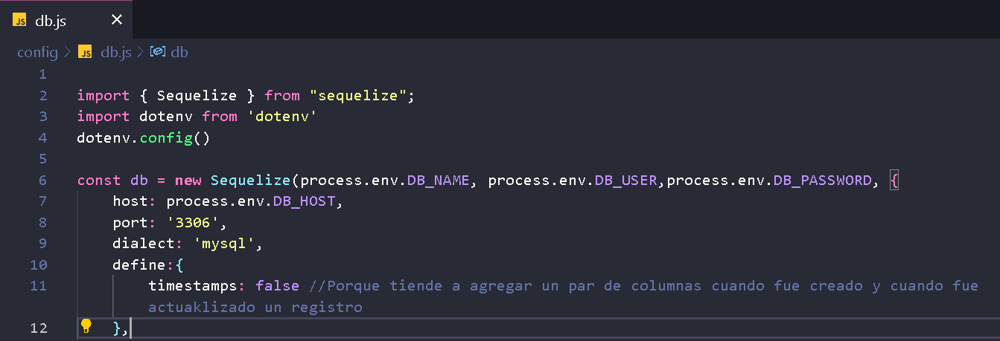 JS db.js ×
config > JS db.js > db
1
2 import { Sequelize } from "sequelize";
3 import dotenv from 'dotenv'
4 dotenv.config()
5
6 const db = new Sequelize(process.env.DB_NAME, process.env.DB_USER,process.env.DB_PASSWORD, {
7 host: process.env.DB_HOST,
8 port: '3306',
9 dialect: 'mysql',
10 define:{
11 timestamps: false //Porque tiende a agregar un par de columnas cuando fue creado y cuando fue
actuaklizado un registro
12 },